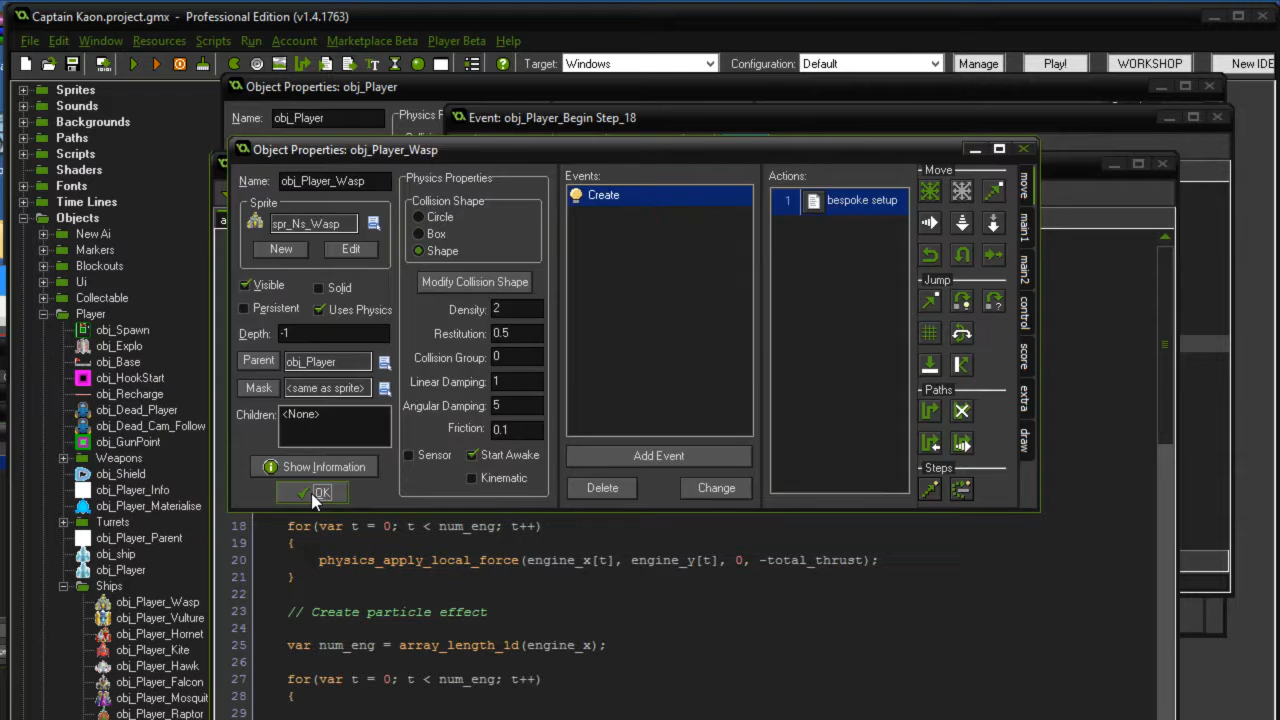 Captain Kaon.project.gmx - Professional Edition (v1.4.1763)
File Edit Window Resources Scripts Run Account Marketplace Beta Player Beta Help
Target: Windows Configuration: Default Manage Play! WORKSHOP New IDE
Sprites
Sounds
Backgrounds
Paths
Scripts
Shaders
Fonts
Time Lines
Objects
New Ai
Markers
Blockouts
Ui
Collectable
Player
obj_Spawn
obj_Explo
obj_Base
obj_HookStart
obj_Recharge
obj_Dead_Player
obj_Dead_Cam_Follow
obj_GunPoint
Weapons
obj_Shield
obj_Player_Info
obj_Player_Materialise
Turrets
obj_Player_Parent
obj_ship
obj_Player
Ships
obj_Player_Wasp
obj_Player_Vulture
obj_Player_Hornet
obj_Player_Kite
obj_Player_Hawk
obj_Player_Falcon
obj_Player_Mosquit
obj_Player_Raptor
Object Properties: obj_Player
Name: obj_Player
Event: obj_Player_Begin Step_18
Object Properties: obj_Player_Wasp
Name: obj_Player_Wasp
Sprite
spr_Ns_Wasp
New Edit
Visible Solid
Persistent Uses Physics
Depth: -1
Parent obj_Player
Mask <same as sprite>
Children: <None>
Show Information
OK
Physics Properties
Collision Shape
Circle
Box
Shape
Modify Collision Shape
Density: 2
Restitution: 0.5
Collision Group: 0
Linear Damping: 1
Angular Damping: 5
Friction: 0.1
Sensor Start Awake
Kinematic
Events:
Create
Add Event
Delete Change
Actions:
1 bespoke setup
Move
Jump
Paths
Steps
move
main1
main2
control
score
extra
draw
18 for(var t = 0; t < num_eng; t++)
19 {
20 physics_apply_local_force(engine_x[t], engine_y[t], 0, -total_thrust);
21 }
22
23 // Create particle effect
24
25 var num_eng = array_length_1d(engine_x);
26
27 for(var t = 0; t < num_eng; t++)
28 {
29